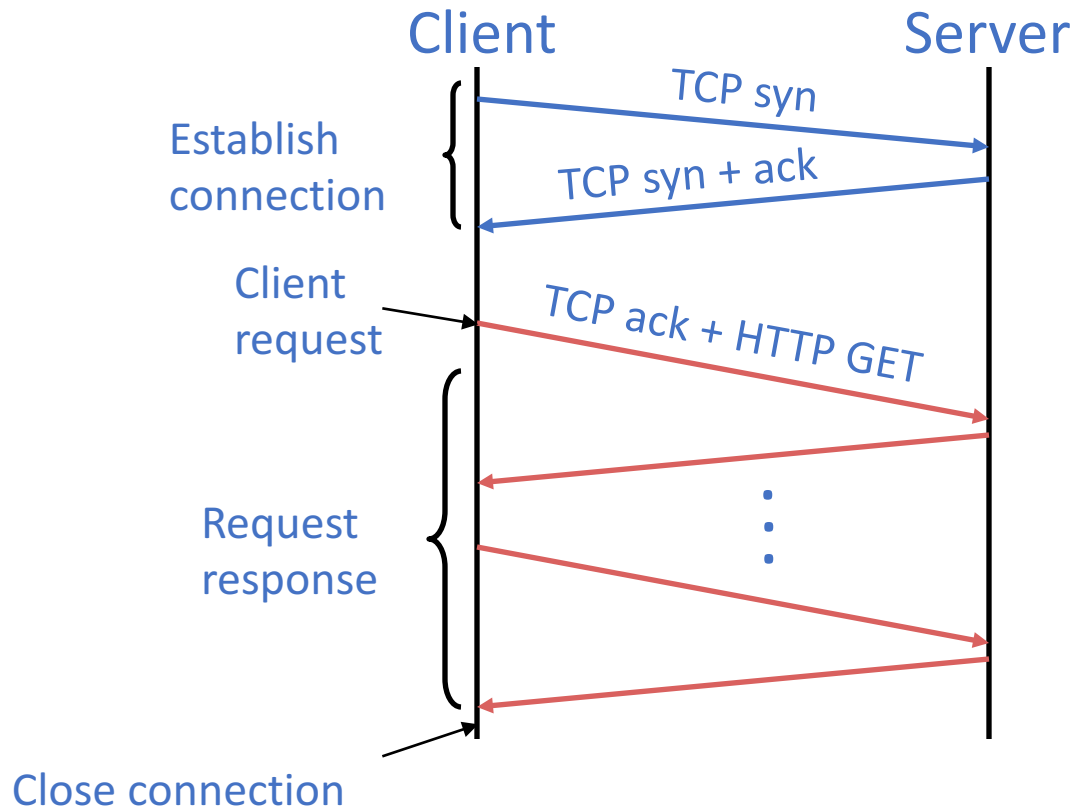 Client
Server
TCP syn
Establish
connection
TCP syn + ack
Client
request
TCP ack + HTTP GET
Request
response
Close connection